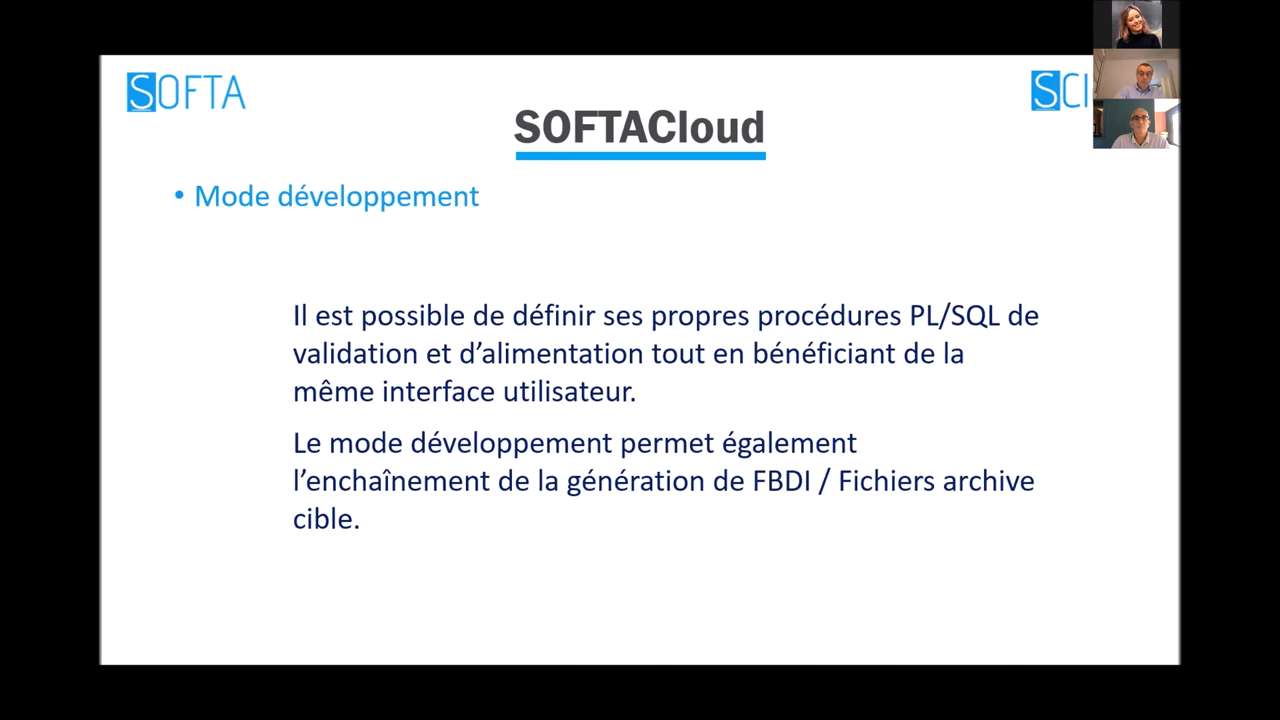 SOFTA
SCl
SOFTACloud
• Mode développement
Il est possible de définir ses propres procédures PL/SQL de
validation et d’alimentation tout en bénéficiant de la
même interface utilisateur.
Le mode développement permet également
l’enchaînement de la génération de FBDI / Fichiers archive
cible.